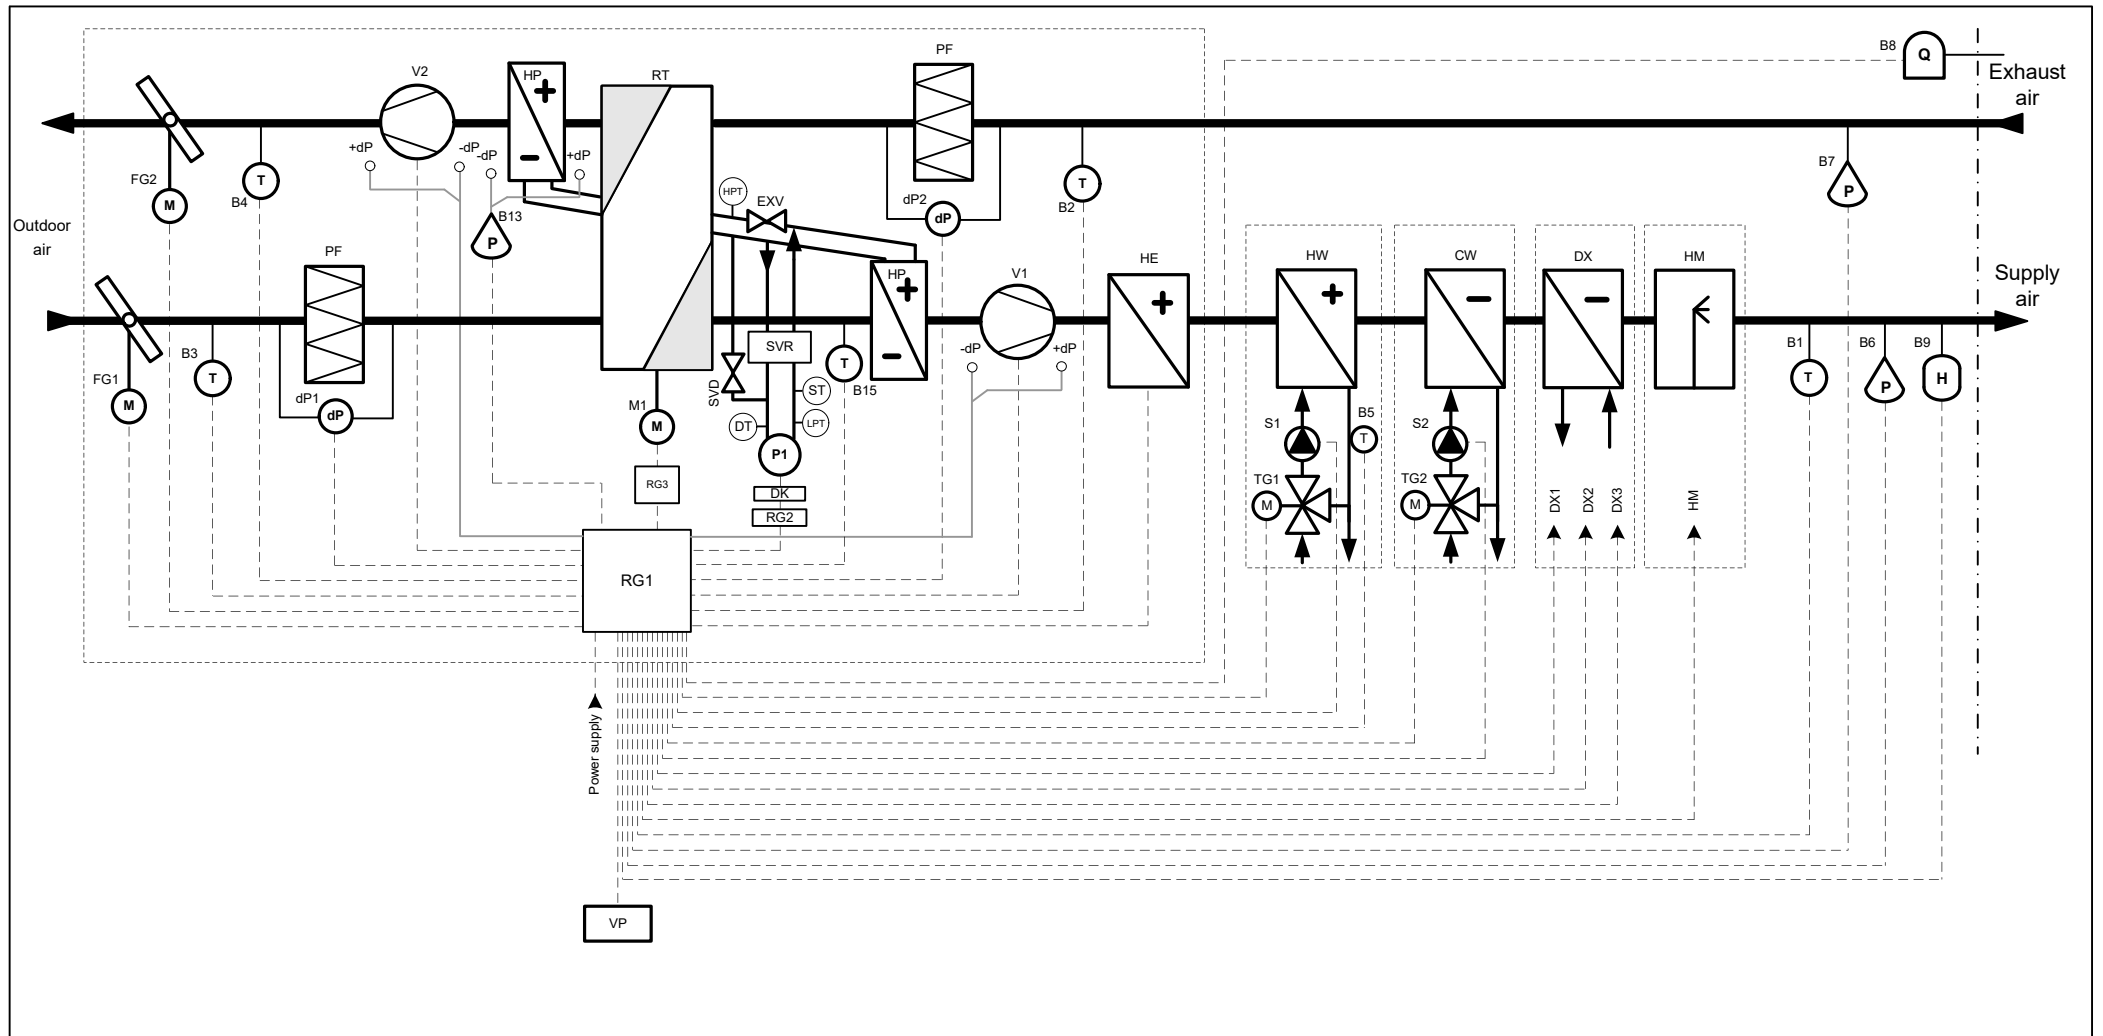 B8
Q
Exhaust
air
V2
HP
RT
PF
+dP
-dP
-dP
+dP
FG2
M
T
B4
B13
P
HPT
EXV
dP2
dP
T
B2
B7
P
Outdoor
air
PF
HP
HE
V1
HW
CW
DX
HM
Supply
air
FG1
M
B3
T
dP1
dP
SVR
SVD
T
B15
ST
-dP
+dP
B1
T
B6
P
B9
H
M1
M
DT
LPT
P1
S1
B5
T
S2
RG3
DK
RG2
TG1
M
TG2
M
DX1
DX2
DX3
HM
RG1
Power supply
VP